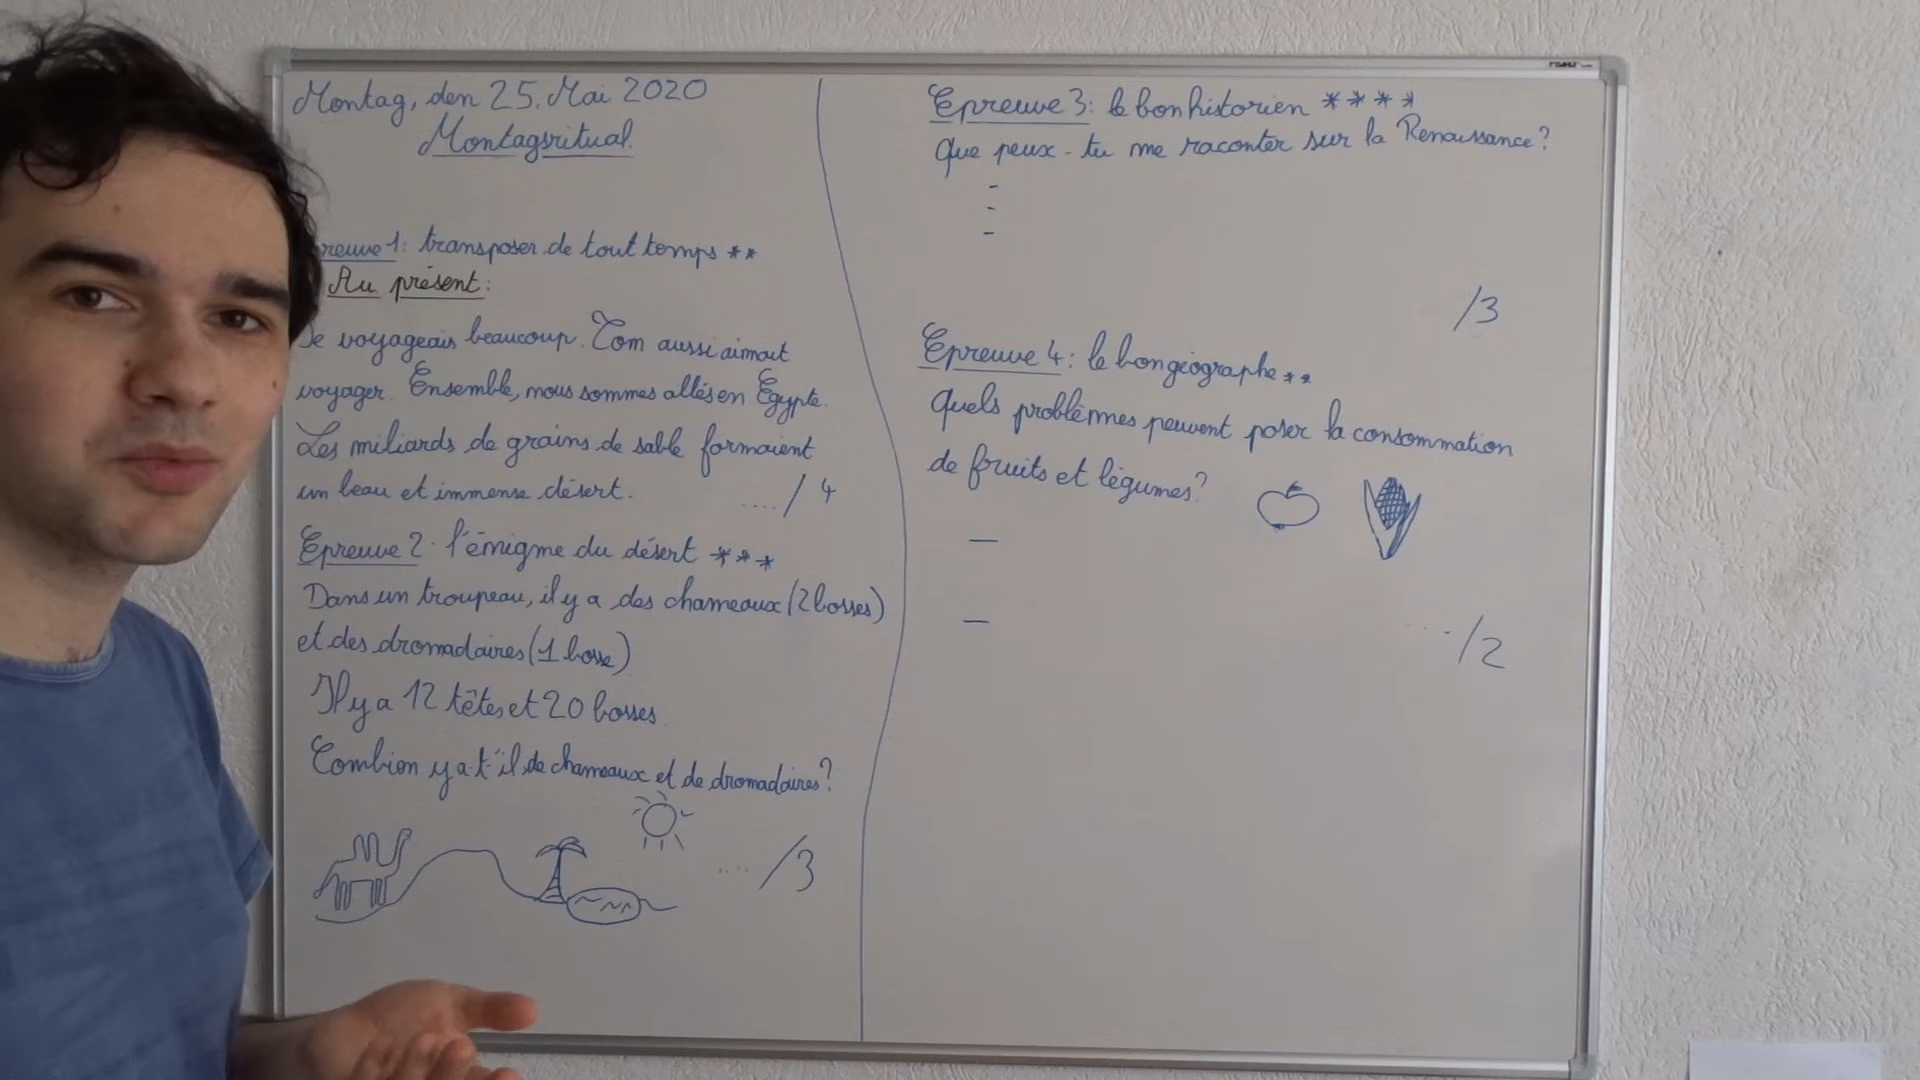 Montag, den 25. Mai 2020
Montagsritual.
reuve 1: transposer de tout temps **
Au présent:
Je voyageais beaucoup. Tom aussi aimait
voyager. Ensemble, nous sommes allés en Égypte.
Les miliards de grains de sable formaient
un beau et immense désert.
.... / 4
Epreuve 2: l'énigme du désert ***
Dans un troupeau, il y a des chameaux (2 bosses)
et des dromadaires (1 bosse)
Il y a 12 têtes et 20 bosses
Combien y a-t-il de chameaux et de dromadaires?
.... /3
Epreuve 3: le bon historien ****
Que peux-tu me raconter sur la Renaissance?
-
-
-
/3
Epreuve 4: le bon géographe **
Quels problèmes peuvent poser la consommation
de fruits et légumes?
-
-
.... /2